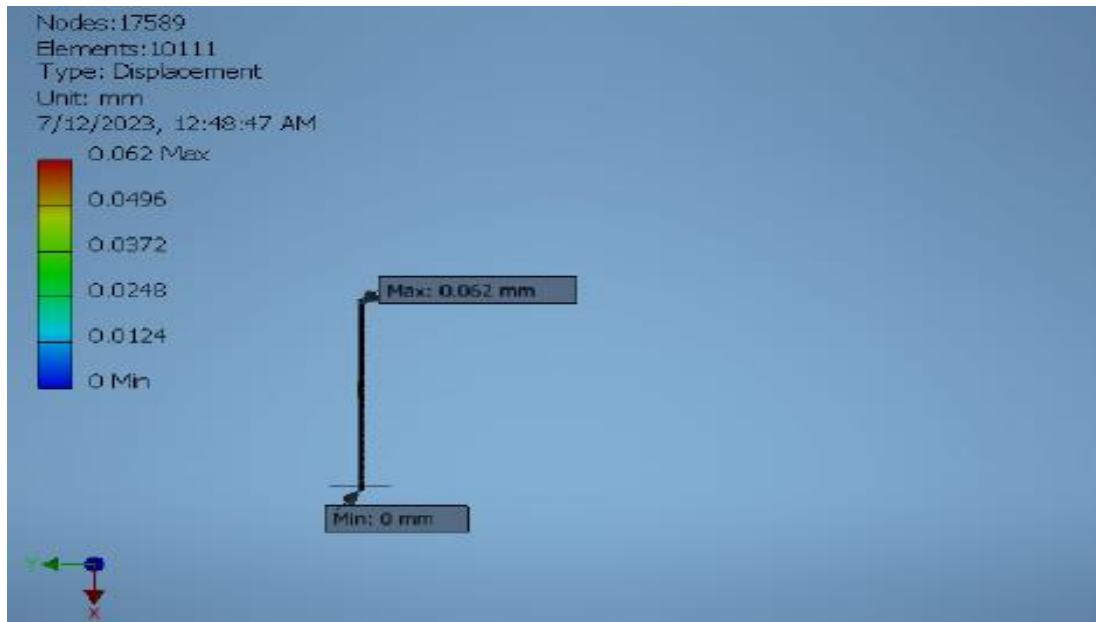 Nodes:17589
Elements:10111
Type: Displacement
Unit: mm
7/12/2023, 12:48:47 AM
0.062 Max
0.0496
0.0372
0.0248
0.0124
0 Min
Max: 0.062 mm
Min: 0 mm
Y
X